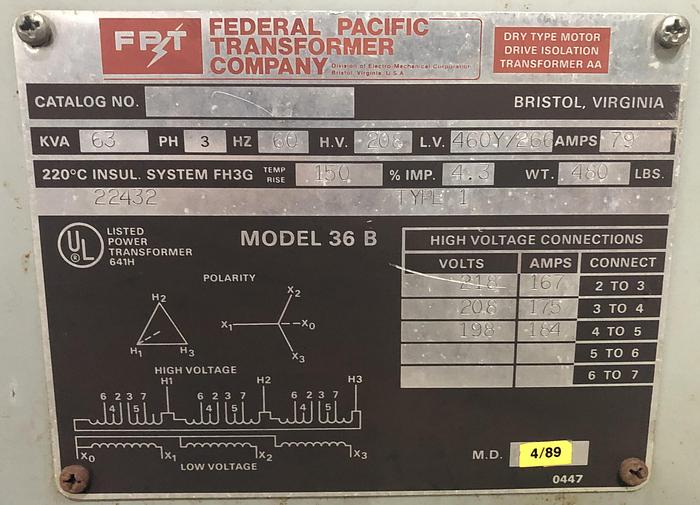 FPT
FEDERAL PACIFIC
TRANSFORMER
COMPANY
Division of Electro-Mechanical Corporation
Bristol, Virginia U.S.A
DRY TYPE MOTOR
DRIVE ISOLATION
TRANSFORMER AA
CATALOG NO. BRISTOL, VIRGINIA
KVA 63 PH 3 HZ 60 H.V. 208 L.V. 460Y/266 AMPS 79
220°C INSUL. SYSTEM FH3G TEMP RISE 150 % IMP. 4.3 WT. 480 LBS.
22432 TYPE 1
UL ® LISTED
POWER
TRANSFORMER
641H
MODEL 36 B
POLARITY
H2
H1 H3
X2
X1 X0
X3
HIGH VOLTAGE CONNECTIONS
VOLTS AMPS CONNECT
218 167 2 TO 3
208 175 3 TO 4
198 184 4 TO 5
5 TO 6
6 TO 7
HIGH VOLTAGE
H1 H2 H3
6 2 3 7 6 2 3 7 6 2 3 7
4 5 4 5 4 5
X0 X1 X2 X3
LOW VOLTAGE
M.D. 4/89
0447